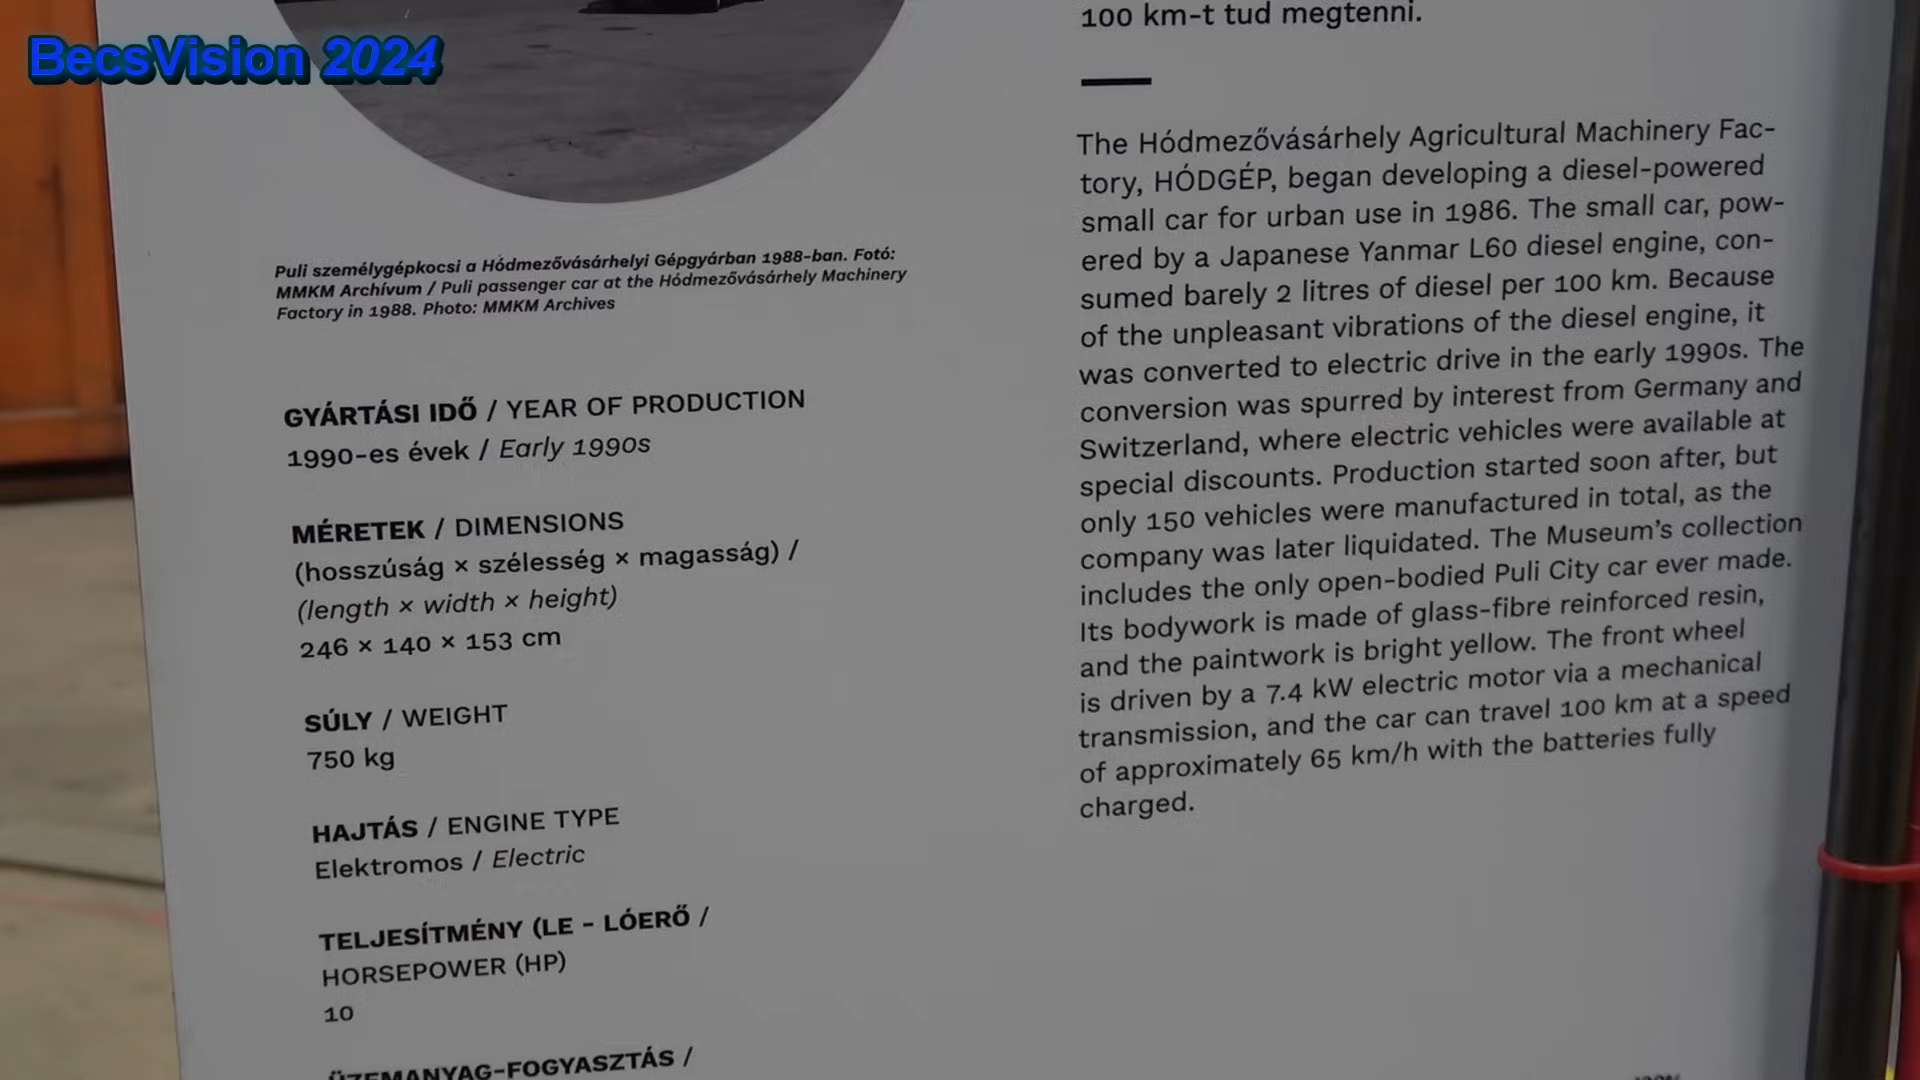 BecsVision 2024
Puli személygépkocsi a Hódmezővásárhelyi Gépgyárban 1988-ban. Fotó:
MMKM Archívum / Puli passenger car at the Hódmezővásárhely Machinery
Factory in 1988. Photo: MMKM Archives
GYÁRTÁSI IDŐ / YEAR OF PRODUCTION
1990-es évek / Early 1990s
MÉRETEK / DIMENSIONS
(hosszúság × szélesség × magasság) /
(length × width × height)
246 × 140 × 153 cm
SÚLY / WEIGHT
750 kg
HAJTÁS / ENGINE TYPE
Elektromos / Electric
TELJESÍTMÉNY (LE - LÓERŐ /
HORSEPOWER (HP)
10
ÜZEMANYAG-FOGYASZTÁS /
100 km-t tud megtenni.
The Hódmezővásárhely Agricultural Machinery Fac-
tory, HÓDGÉP, began developing a diesel-powered
small car for urban use in 1986. The small car, pow-
ered by a Japanese Yanmar L60 diesel engine, con-
sumed barely 2 litres of diesel per 100 km. Because
of the unpleasant vibrations of the diesel engine, it
was converted to electric drive in the early 1990s. The
conversion was spurred by interest from Germany and
Switzerland, where electric vehicles were available at
special discounts. Production started soon after, but
only 150 vehicles were manufactured in total, as the
company was later liquidated. The Museum's collection
includes the only open-bodied Puli City car ever made.
Its bodywork is made of glass-fibre reinforced resin,
and the paintwork is bright yellow. The front wheel
is driven by a 7.4 kW electric motor via a mechanical
transmission, and the car can travel 100 km at a speed
of approximately 65 km/h with the batteries fully
charged.